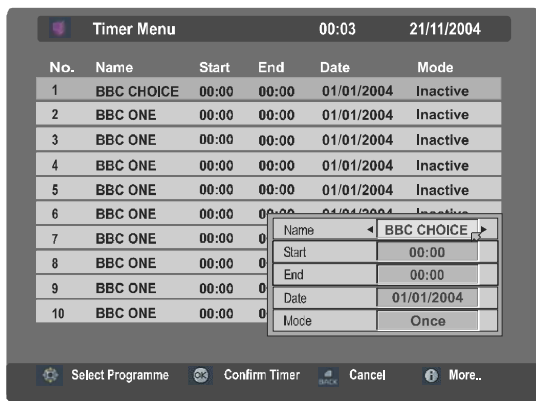 Timer Menu 00:03 21/11/2004
No. Name Start End Date Mode
1 BBC CHOICE 00:00 00:00 01/01/2004 Inactive
2 BBC ONE 00:00 00:00 01/01/2004 Inactive
3 BBC ONE 00:00 00:00 01/01/2004 Inactive
4 BBC ONE 00:00 00:00 01/01/2004 Inactive
5 BBC ONE 00:00 00:00 01/01/2004 Inactive
6 BBC ONE 00:00 00:00 01/01/2004 Inactive
7 BBC ONE 00:00
8 BBC ONE 00:00
9 BBC ONE 00:00
10 BBC ONE 00:00
Name BBC CHOICE
Start 00:00
End 00:00
Date 01/01/2004
Mode Once
Select Programme OK Confirm Timer BACK Cancel More..